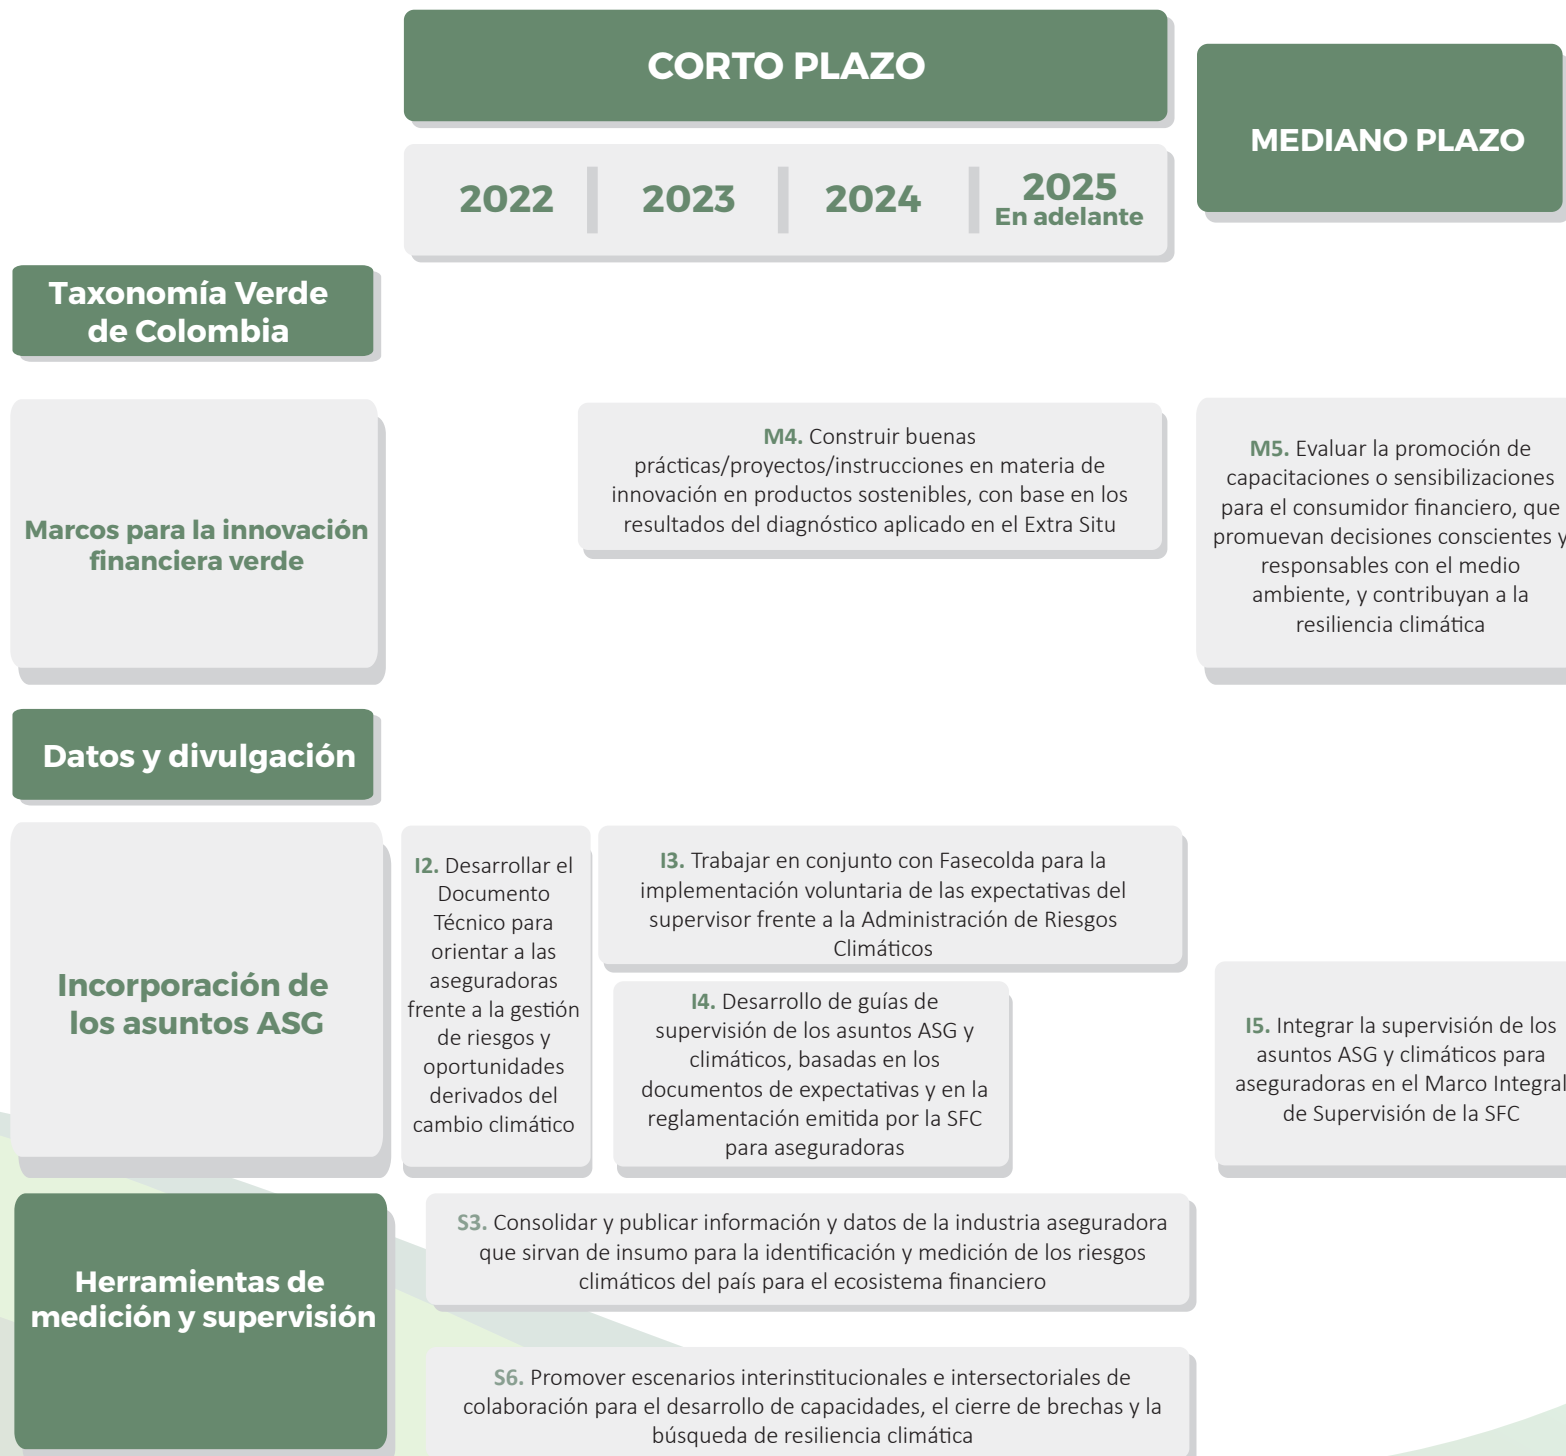 CORTO PLAZO
MEDIANO PLAZO
2022
2023
2024
2025
En adelante
Taxonomía Verde
de Colombia
Marcos para la innovación
financiera verde
M4. Construir buenas
prácticas/proyectos/instrucciones en materia de
innovación en productos sostenibles, con base en los
resultados del diagnóstico aplicado en el Extra Situ
M5. Evaluar la promoción de
capacitaciones o sensibilizaciones
para el consumidor financiero, que
promuevan decisiones conscientes y
responsables con el medio
ambiente, y contribuyan a la
resiliencia climática
Datos y divulgación
Incorporación de
los asuntos ASG
I2. Desarrollar el
Documento
Técnico para
orientar a las
aseguradoras
frente a la gestión
de riesgos y
oportunidades
derivados del
cambio climático
I3. Trabajar en conjunto con Fasecolda para la
implementación voluntaria de las expectativas del
supervisor frente a la Administración de Riesgos
Climáticos
I4. Desarrollo de guías de
supervisión de los asuntos ASG y
climáticos, basadas en los
documentos de expectativas y en la
reglamentación emitida por la SFC
para aseguradoras
I5. Integrar la supervisión de los
asuntos ASG y climáticos para
aseguradoras en el Marco Integral
de Supervisión de la SFC
Herramientas de
medición y supervisión
S3. Consolidar y publicar información y datos de la industria aseguradora
que sirvan de insumo para la identificación y medición de los riesgos
climáticos del país para el ecosistema financiero
S6. Promover escenarios interinstitucionales e intersectoriales de
colaboración para el desarrollo de capacidades, el cierre de brechas y la
búsqueda de resiliencia climática